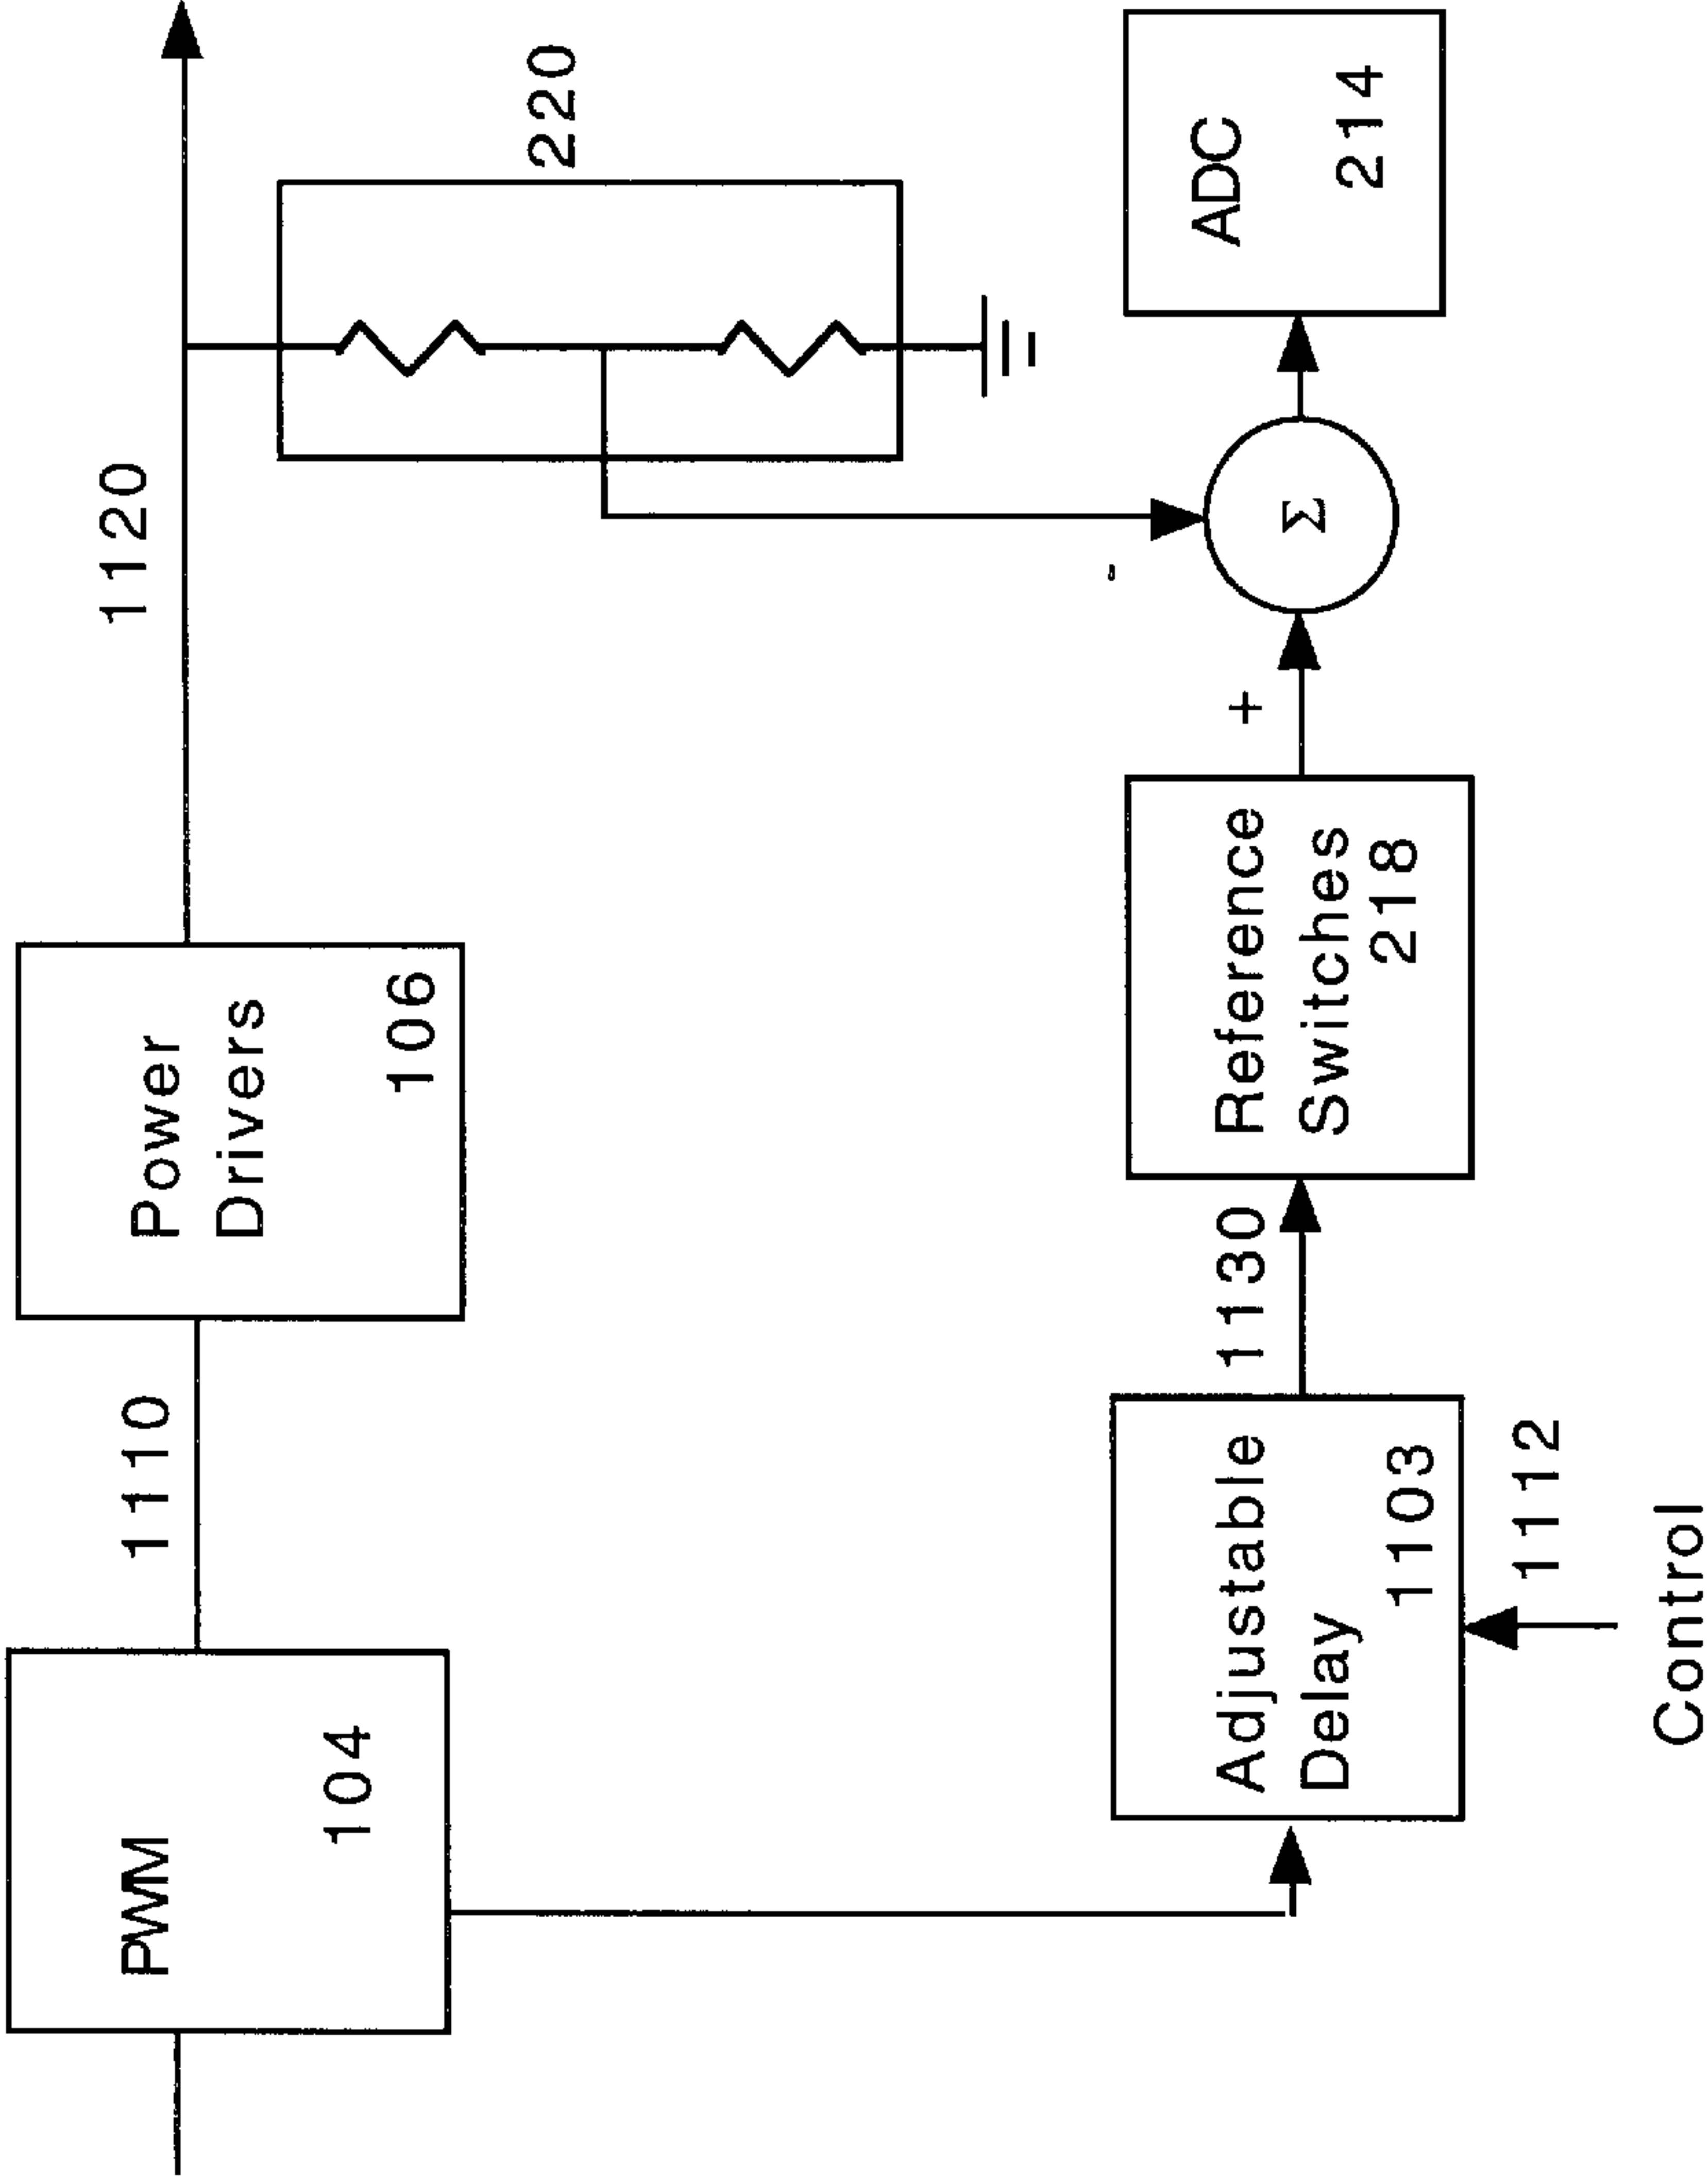 PWM
104
1110
Power
Drivers
106
1120
220
Adjustable
Delay
1103
1112
Control
1130
Reference
Switches
218
+
-
Σ
ADC
214